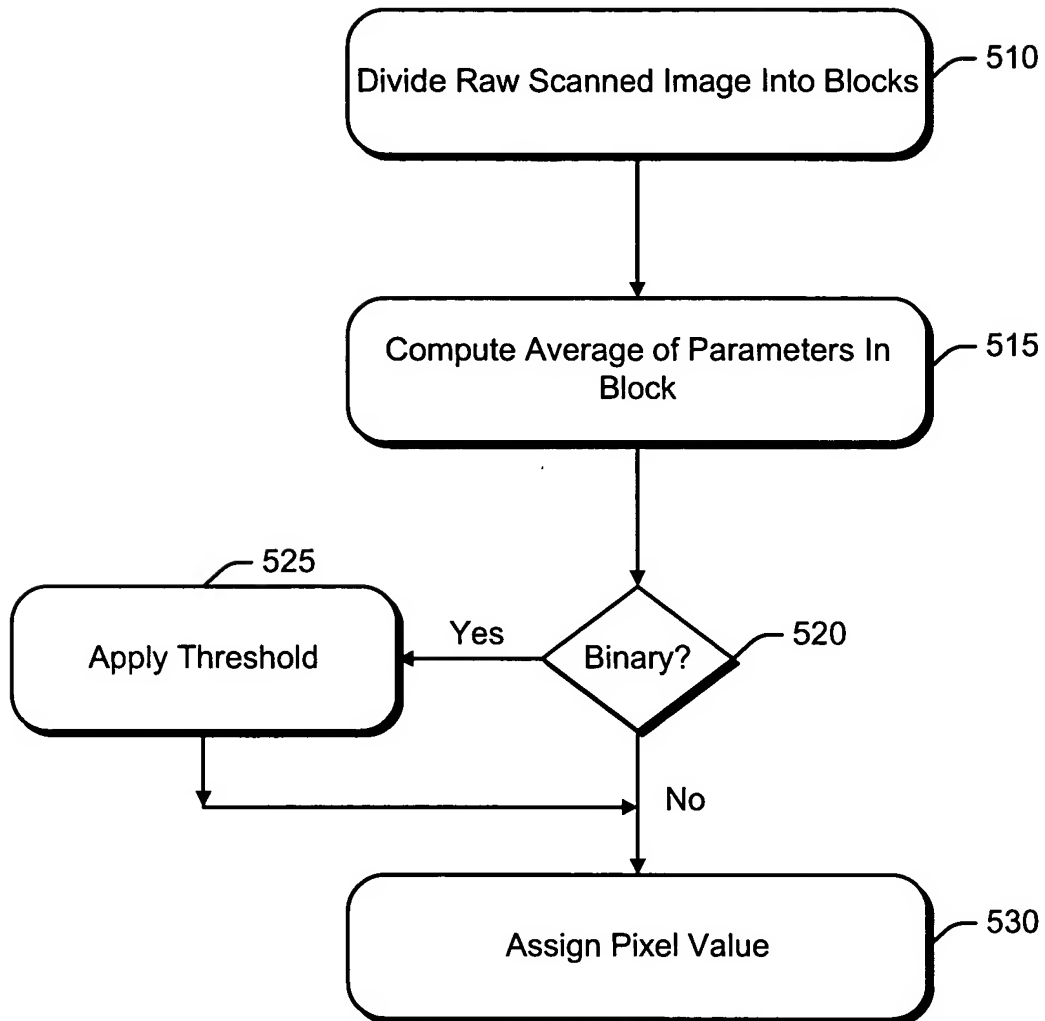 Divide Raw Scanned Image Into Blocks
510
Compute Average of Parameters In
Block
515
525
Apply Threshold
Yes
Binary?
520
No
Assign Pixel Value
530